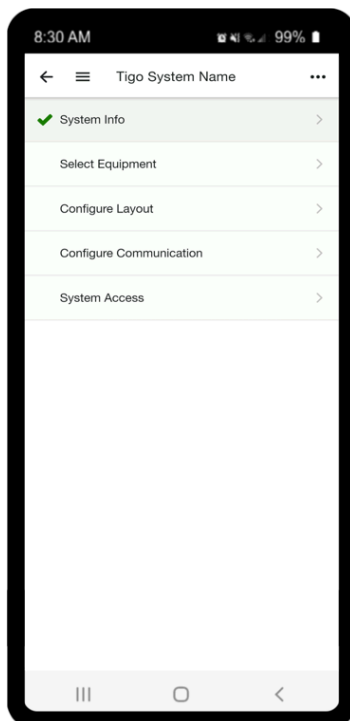 8:30 AM 99%
Tigo System Name
System Info
Select Equipment
Configure Layout
Configure Communication
System Access